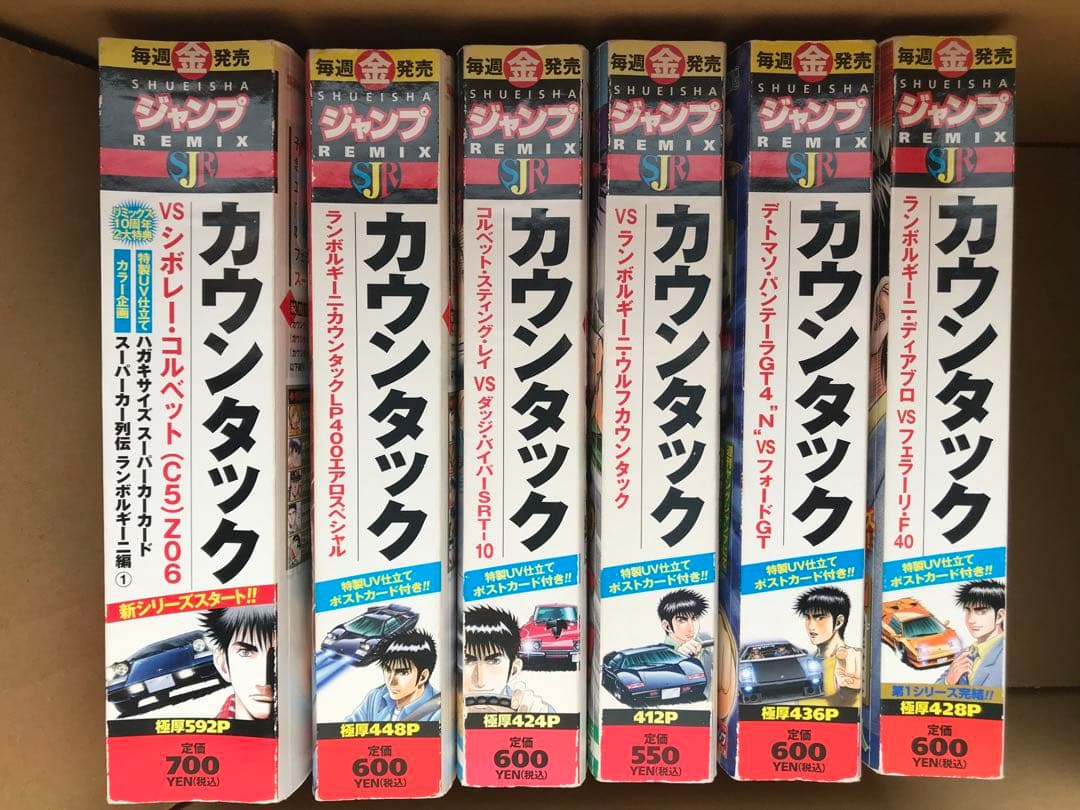 毎週金発売
SHUEISHA
ジャンプ
REMIX
SJR
リミックス
10周年
2大特典
カウンタック
VSシボレー・コルベット(C5)Z06
特製UV仕立て ハガキサイズ スーパーカーカード
カラー企画 スーパーカー列伝 ランボルギーニ編①
新シリーズスタート!!
極厚592P
定価
700
YEN(税込)
毎週金発売
SHUEISHA
ジャンプ
REMIX
SJR
カウンタック
ランボルギーニ・カウンタックLP400エアロスペシャル
特製UV仕立て
ポストカード付き!!
極厚448P
定価
600
YEN(税込)
毎週金発売
SHUEISHA
ジャンプ
REMIX
SJR
カウンタック
コルベット・スティング・レイ VS ダッジ・バイパーSRT-10
特製UV仕立て
ポストカード付き!!
極厚424P
定価
600
YEN(税込)
毎週金発売
SHUEISHA
ジャンプ
REMIX
SJR
カウンタック
VS ランボルギーニ・ウルフカウンタック
特製UV仕立て
ポストカード付き!!
412P
定価
550
YEN(税込)
毎週金発売
SHUEISHA
ジャンプ
REMIX
SJR
カウンタック
デ・トマソ・パンテーラGT4〝N〟VSフォードGT
特製UV仕立て
ポストカード付き!!
極厚436P
定価
600
YEN(税込)
毎週金発売
SHUEISHA
ジャンプ
REMIX
SJR
カウンタック
ランボルギーニ・ディアブロ VS フェラーリ・F40
特製UV仕立て
ポストカード付き!!
第1シリーズ完結!!
極厚428P
定価
600
YEN(税込)